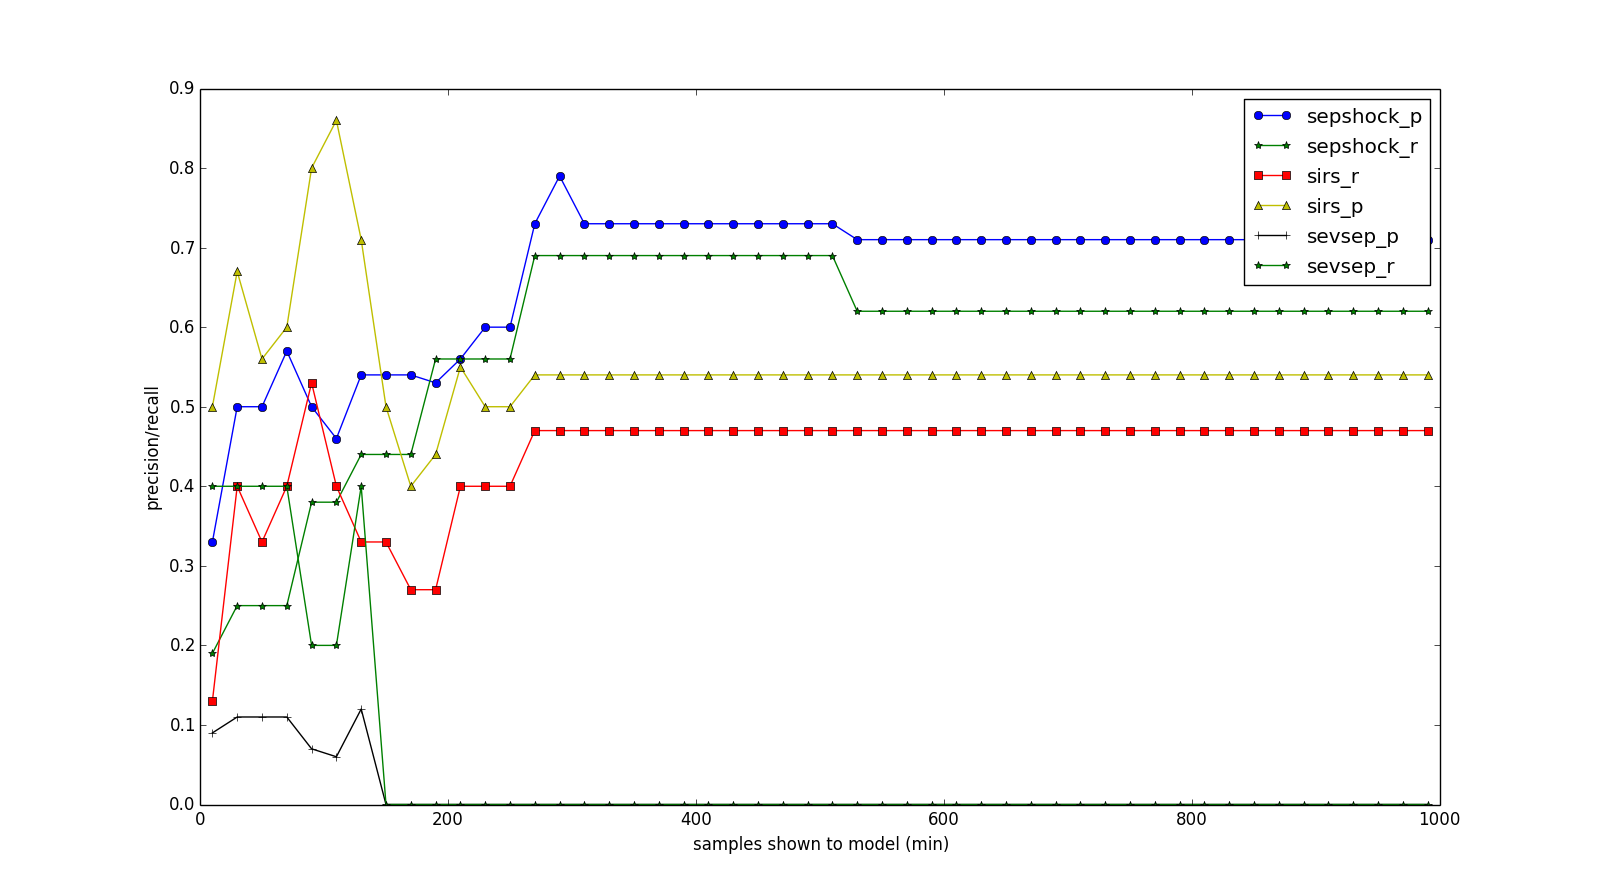 0.9
0.8
0.7
0.6
0.5
0.4
0.3
0.2
0.1
0.0
precision/recall
sepshock_p
sepshock_r
sirs_r
sirs_p
sevsep_p
sevsep_r
0 200 400 600 800 1000
samples shown to model (min)